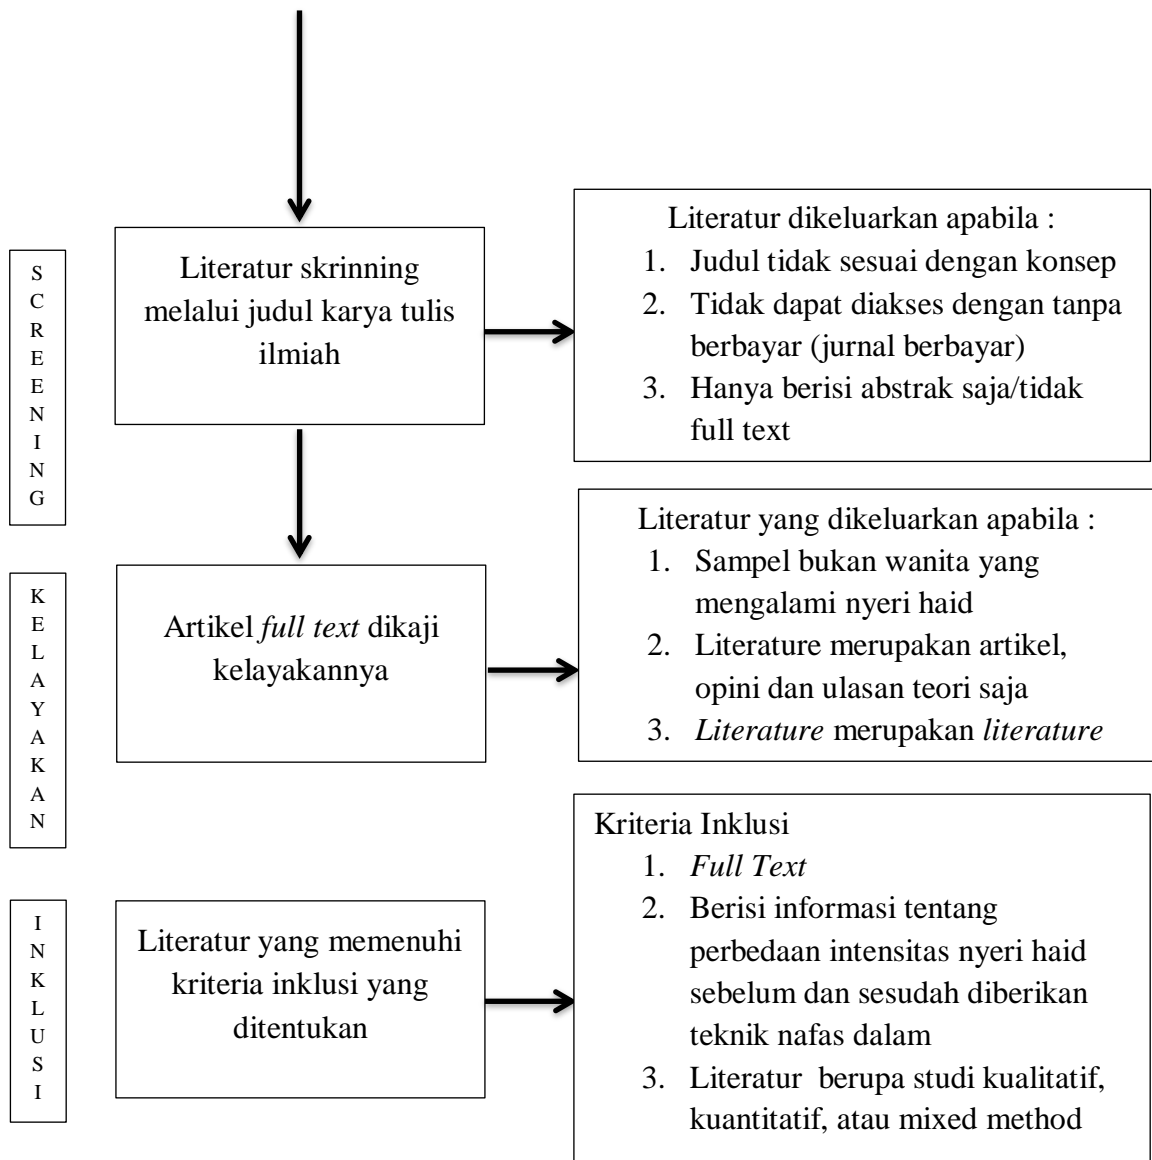 SCREENING
Literatur skrinning
melalui judul karya tulis
ilmiah
Literatur dikeluarkan apabila :
1. Judul tidak sesuai dengan konsep
2. Tidak dapat diakses dengan tanpa
berbayar (jurnal berbayar)
3. Hanya berisi abstrak saja/tidak
full text
KELAYAKAN
Artikel full text dikaji
kelayakannya
Literatur yang dikeluarkan apabila :
1. Sampel bukan wanita yang
mengalami nyeri haid
2. Literature merupakan artikel,
opini dan ulasan teori saja
3. Literature merupakan literature
INKLUSI
Literatur yang memenuhi
kriteria inklusi yang
ditentukan
Kriteria Inklusi
1. Full Text
2. Berisi informasi tentang
perbedaan intensitas nyeri haid
sebelum dan sesudah diberikan
teknik nafas dalam
3. Literatur berupa studi kualitatif,
kuantitatif, atau mixed method